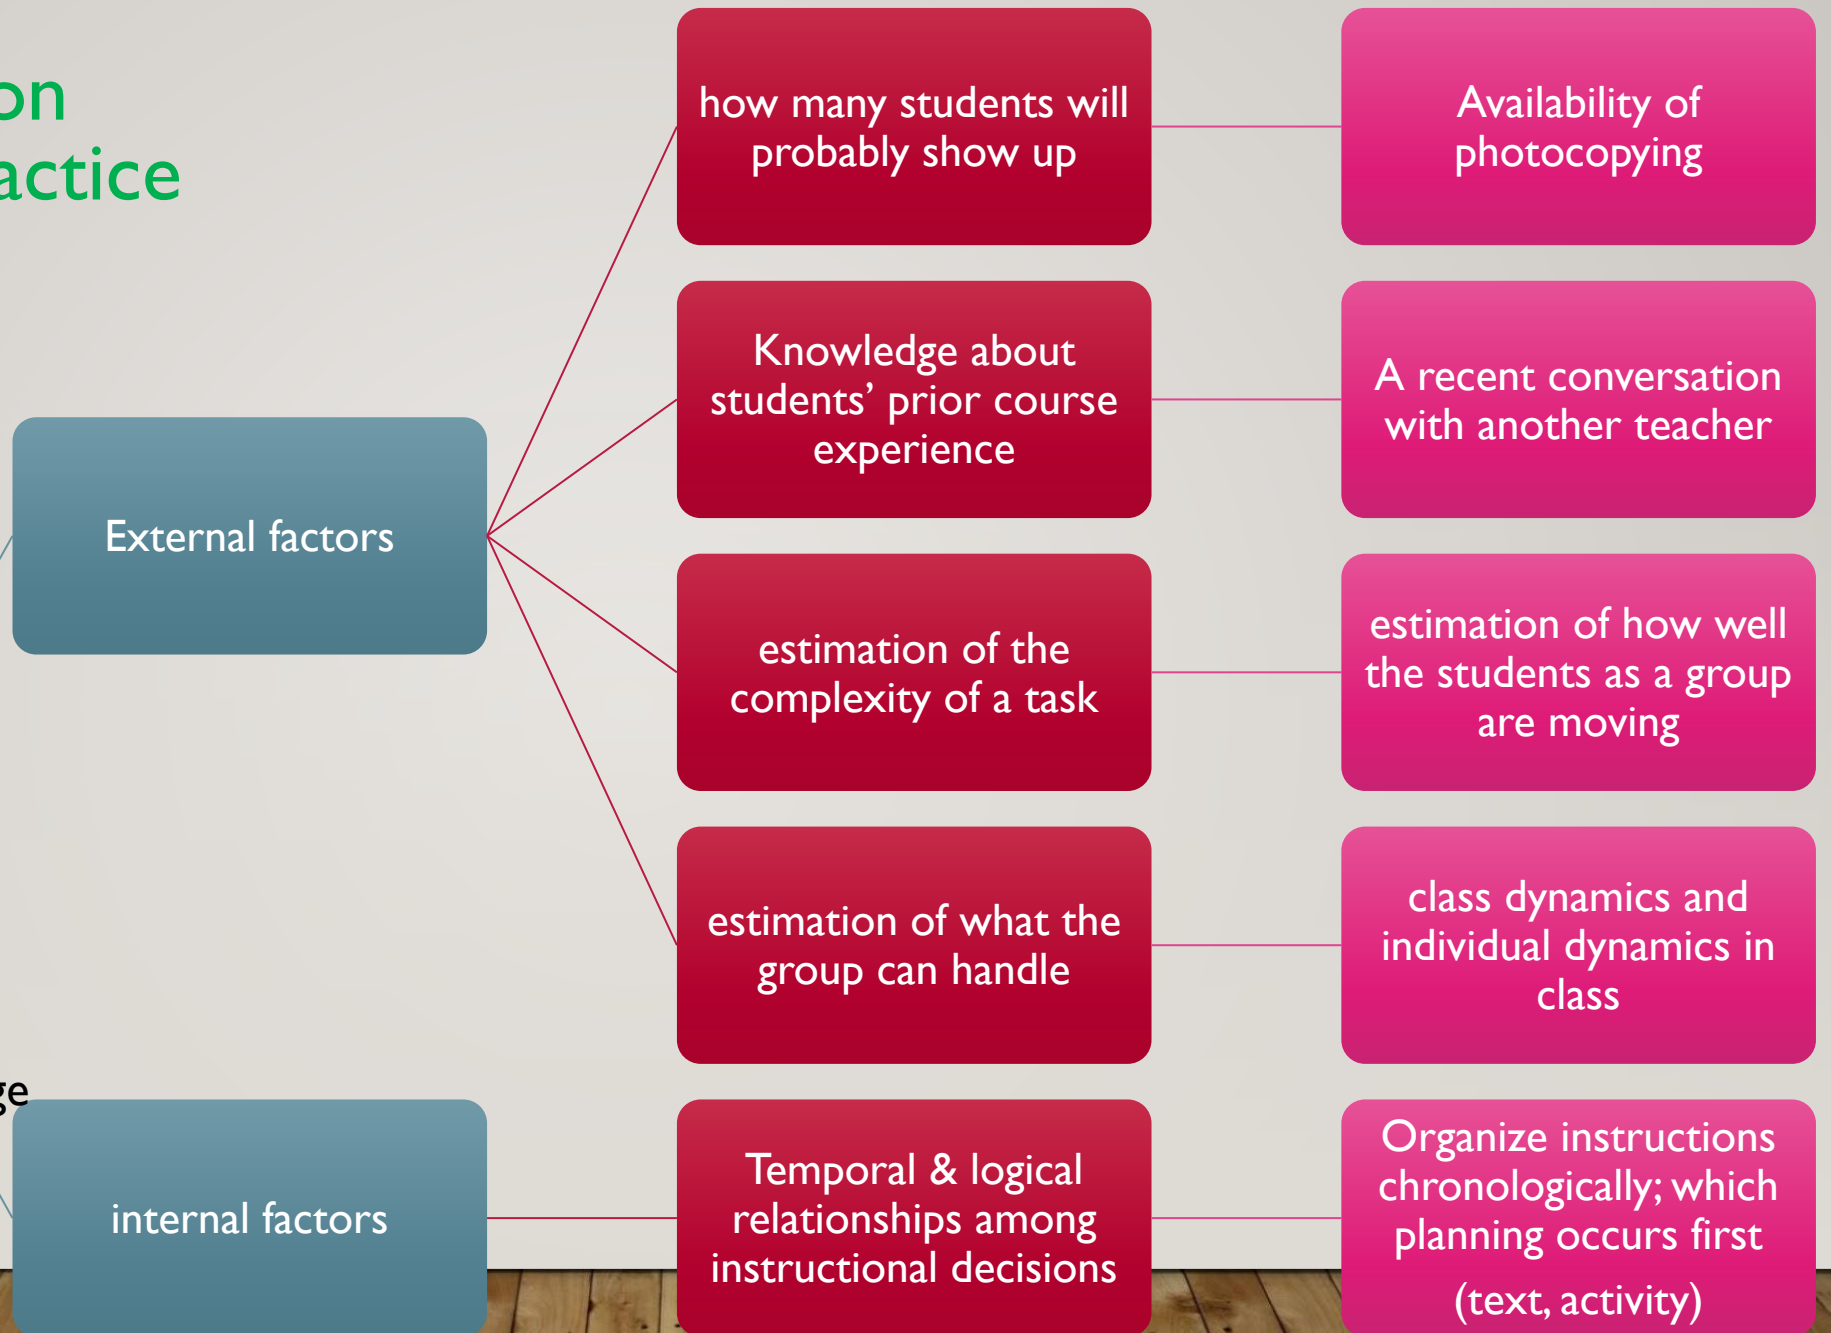 on
actice
how many students will
probably show up
Availability of
photocopying
Knowledge about
students’ prior course
experience
A recent conversation
with another teacher
External factors
estimation of the
complexity of a task
estimation of how well
the students as a group
are moving
estimation of what the
group can handle
class dynamics and
individual dynamics in
class
ge
internal factors
Temporal & logical
relationships among
instructional decisions
Organize instructions
chronologically; which
planning occurs first
(text, activity)